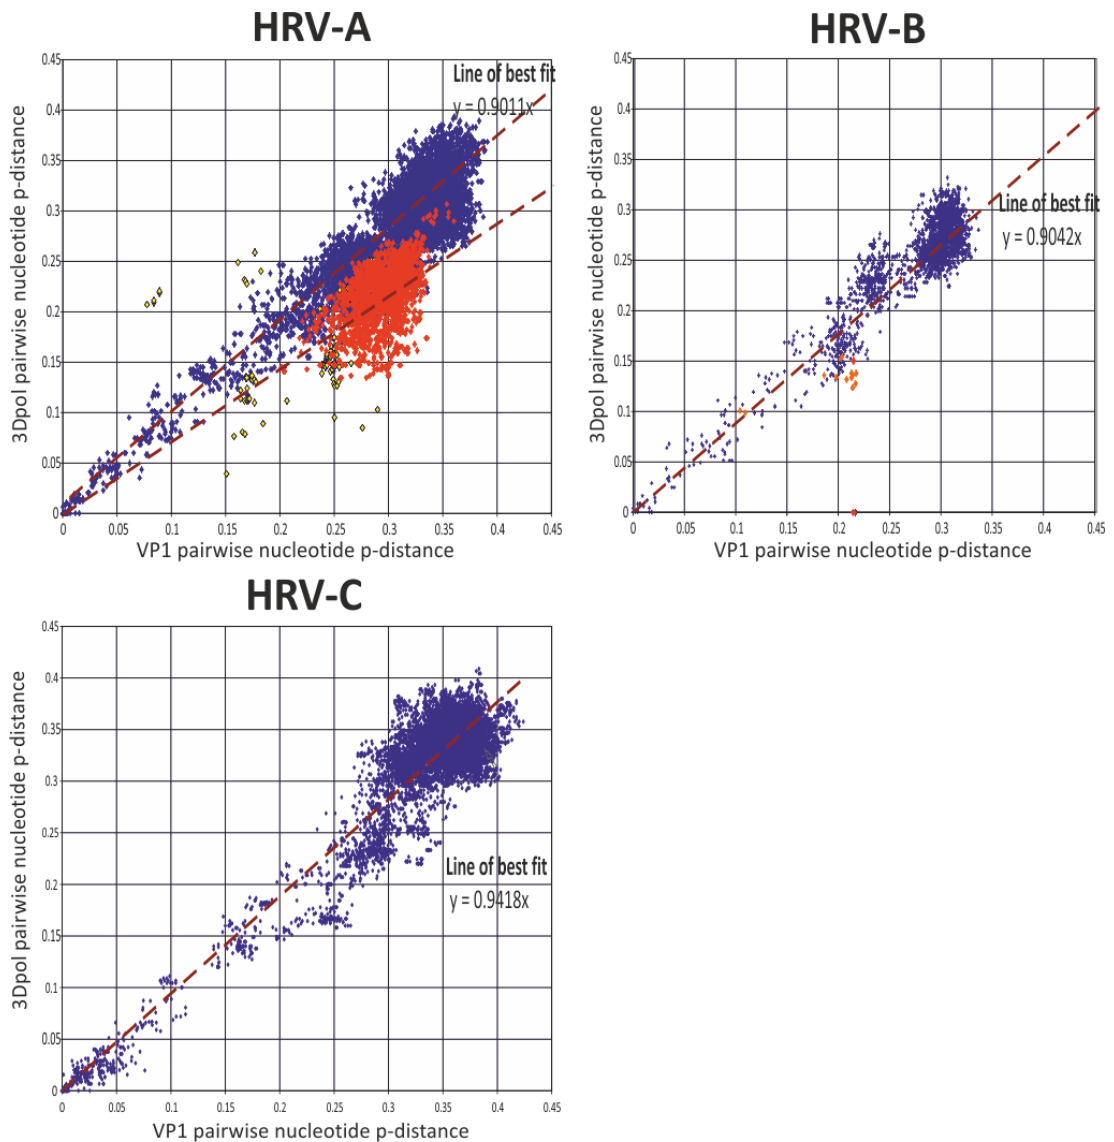 HRV-A
0.45
0.4
0.35
0.3
0.25
0.2
0.15
0.1
0.05
0
3Dpol pairwise nucleotide p-distance
Line of best fit
y = 0.9011x
0 0.05 0.1 0.15 0.2 0.25 0.3 0.35 0.4 0.45
VP1 pairwise nucleotide p-distance
HRV-B
0.45
0.4
0.35
0.3
0.25
0.2
0.15
0.1
0.05
0
3Dpol pairwise nucleotide p-distance
Line of best fit
y = 0.9042x
0 0.05 0.1 0.15 0.2 0.25 0.3 0.35 0.4 0.45
VP1 pairwise nucleotide p-distance
HRV-C
0.45
0.4
0.35
0.3
0.25
0.2
0.15
0.1
0.05
0
3Dpol pairwise nucleotide p-distance
Line of best fit
y = 0.9418x
0 0.05 0.1 0.15 0.2 0.25 0.3 0.35 0.4 0.45
VP1 pairwise nucleotide p-distance